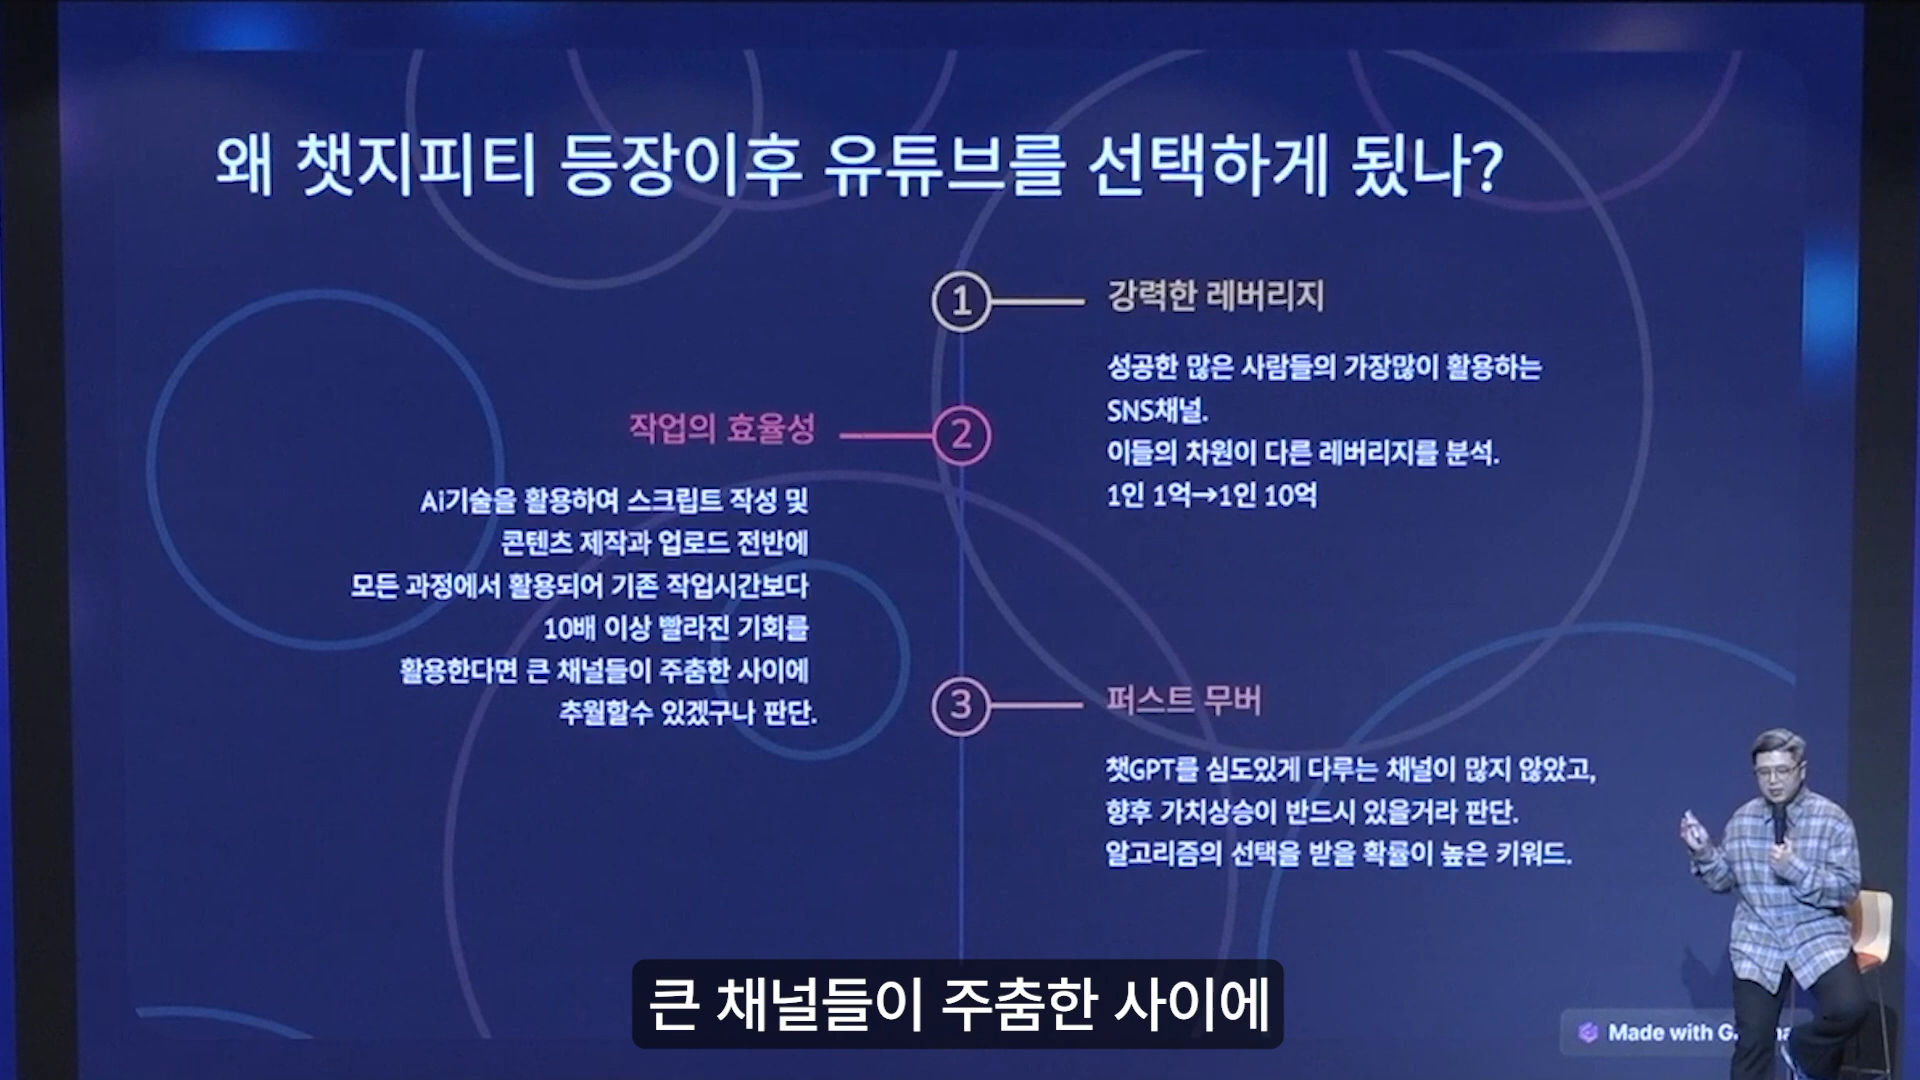 왜 챗지피티 등장이후 유튜브를 선택하게 됬나?
1
강력한 레버리지
성공한 많은 사람들의 가장많이 활용하는
SNS채널.
이들의 차원이 다른 레버리지를 분석.
1인 1억→1인 10억
작업의 효율성
2
Ai기술을 활용하여 스크립트 작성 및
콘텐츠 제작과 업로드 전반에
모든 과정에서 활용되어 기존 작업시간보다
10배 이상 빨라진 기회를
활용한다면 큰 채널들이 주춤한 사이에
추월할수 있겠구나 판단.
3
퍼스트 무버
챗GPT를 심도있게 다루는 채널이 많지 않았고,
향후 가치상승이 반드시 있을거라 판단.
알고리즘의 선택을 받을 확률이 높은 키워드.
큰 채널들이 주춤한 사이에
Made with